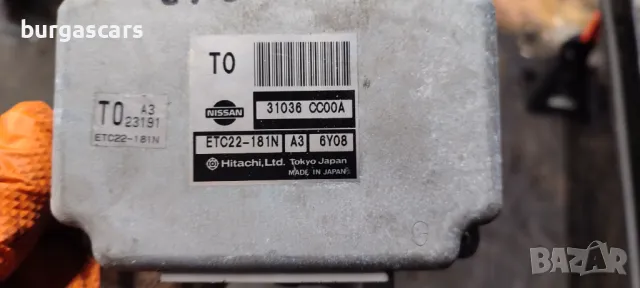 burgascars
TO
NISSAN
31036 CC00A
TO A3
23191
ETC22-181N
ETC22-181N A3 6Y08
Hitachi, Ltd. Tokyo Japan
MADE IN JAPAN
G
BAZAR